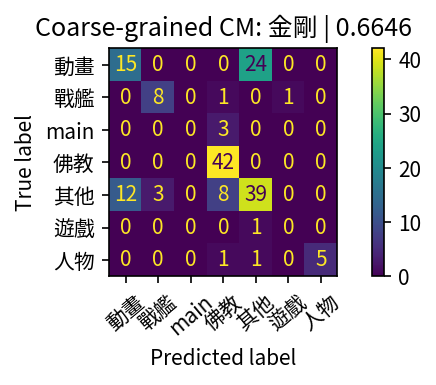 Coarse-grained CM: 金剛 | 0.6646
True label
動畫 15 0 0 0 24 0 0
戰艦 0 8 0 1 0 1 0
main 0 0 0 3 0 0 0
佛教 0 0 0 42 0 0 0
其他 12 3 0 8 39 0 0
遊戲 0 0 0 0 1 0 0
人物 0 0 0 1 1 0 5
動畫 戰艦 main 佛教 其他 遊戲 人物
Predicted label
40
30
20
10
0